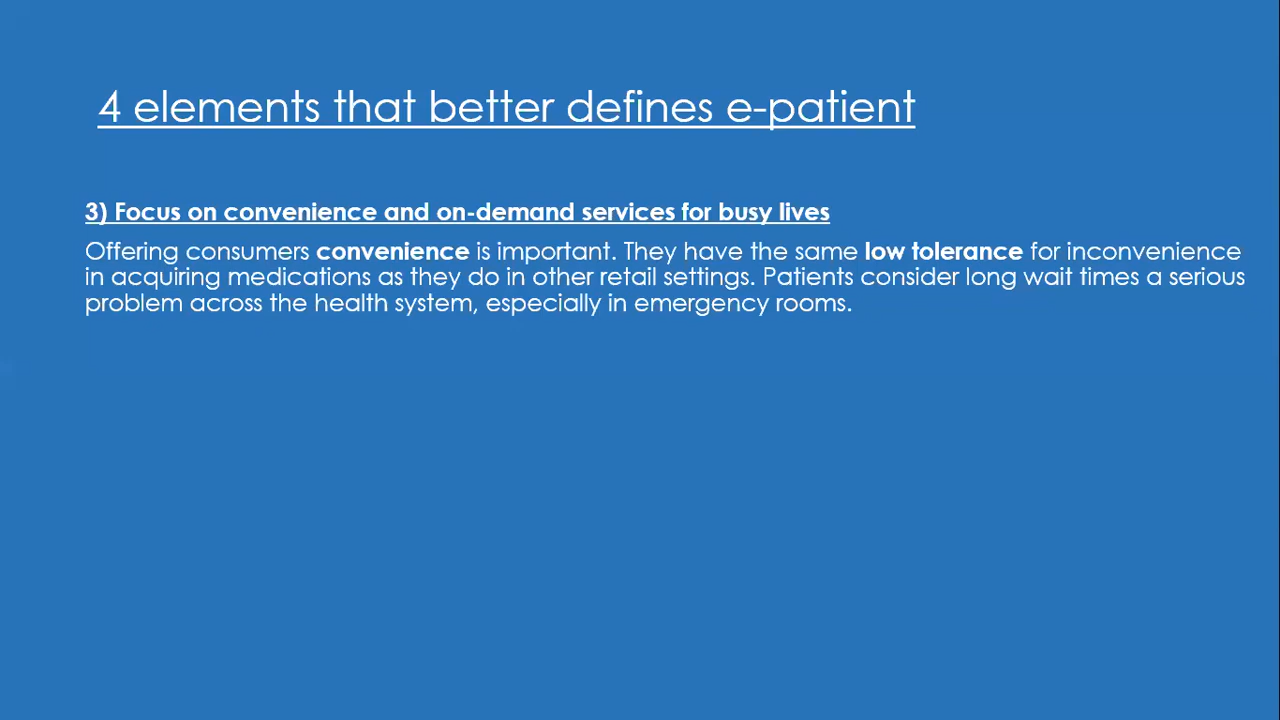 4 elements that better defines e-patient
3) Focus on convenience and on-demand services for busy lives
Offering consumers convenience is important. They have the same low tolerance for inconvenience
in acquiring medications as they do in other retail settings. Patients consider long wait times a serious
problem across the health system, especially in emergency rooms.